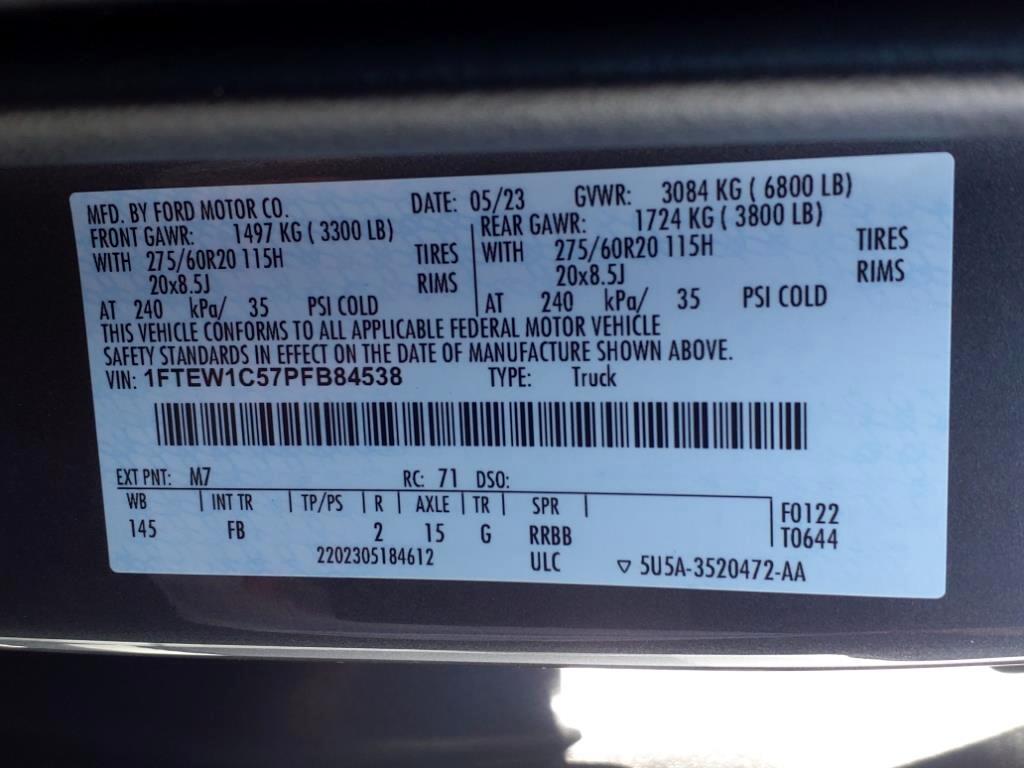 MFD. BY FORD MOTOR CO. DATE: 05/23 GVWR: 3084 KG ( 6800 LB)
FRONT GAWR: 1497 KG ( 3300 LB) REAR GAWR: 1724 KG ( 3800 LB)
WITH 275/60R20 115H TIRES WITH 275/60R20 115H TIRES
20x8.5J RIMS 20x8.5J RIMS
AT 240 kPa/ 35 PSI COLD AT 240 kPa/ 35 PSI COLD
THIS VEHICLE CONFORMS TO ALL APPLICABLE FEDERAL MOTOR VEHICLE
SAFETY STANDARDS IN EFFECT ON THE DATE OF MANUFACTURE SHOWN ABOVE.
VIN: 1FTEW1C57PFB84538 TYPE: Truck
EXT PNT: M7 RC: 71 DSO:
WB | INT TR | TP/PS | R | AXLE | TR | SPR | F0122
145 FB 2 15 G RRBB T0644
2202305184612 ULC ▽ 5U5A-3520472-AA